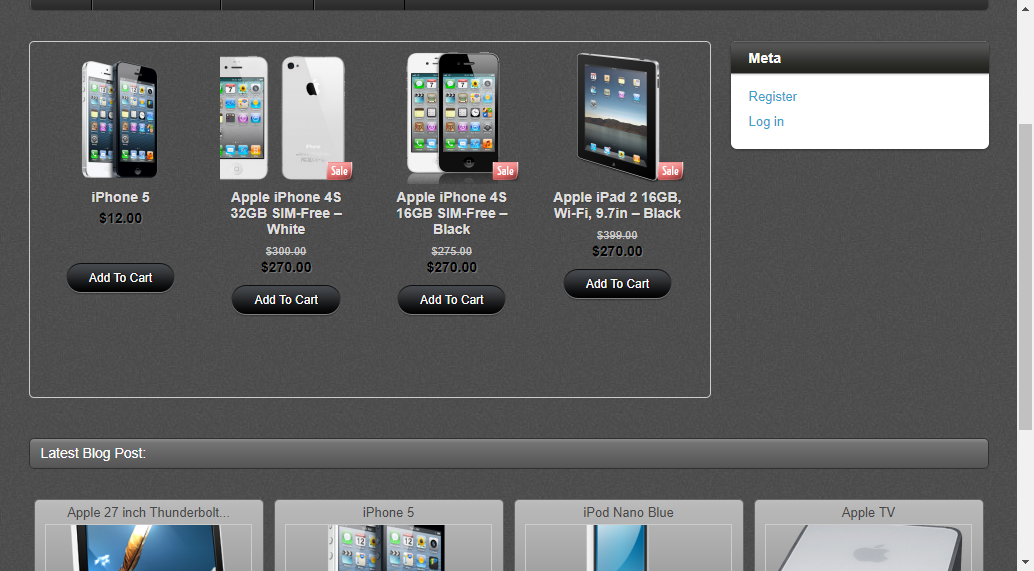 Meta
Register
Log in
Sale
Sale
Sale
iPhone 5
$12.00
Add To Cart
Apple iPhone 4S
32GB SIM-Free –
White
$300.00
$270.00
Add To Cart
Apple iPhone 4S
16GB SIM-Free –
Black
$275.00
$270.00
Add To Cart
Apple iPad 2 16GB,
Wi-Fi, 9.7in – Black
$399.00
$270.00
Add To Cart
Latest Blog Post:
Apple 27 inch Thunderbolt...
iPhone 5
iPod Nano Blue
Apple TV